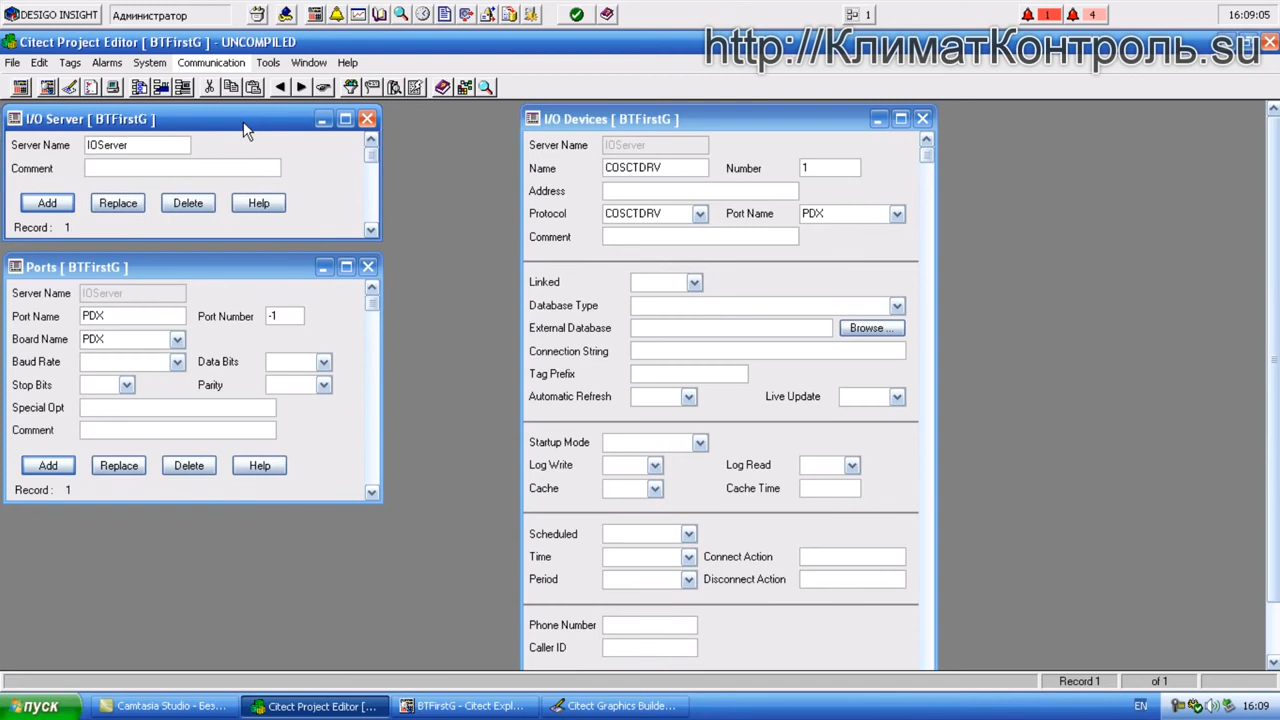 DESIGO INSIGHT Администратор 1 1 4 16:09:05
Citect Project Editor [ BTFirstG ] - UNCOMPILED
http://КлиматКонтроль.su
File Edit Tags Alarms System Communication Tools Window Help
I/O Server [ BTFirstG ]
Server Name IOServer
Comment
Add Replace Delete Help
Record : 1
Ports [ BTFirstG ]
Server Name IOServer
Port Name PDX Port Number -1
Board Name PDX
Baud Rate Data Bits
Stop Bits Parity
Special Opt
Comment
Add Replace Delete Help
Record : 1
I/O Devices [ BTFirstG ]
Server Name IOServer
Name COSCTDRV Number 1
Address
Protocol COSCTDRV Port Name PDX
Comment
Linked
Database Type
External Database Browse ...
Connection String
Tag Prefix
Automatic Refresh Live Update
Startup Mode
Log Write Log Read
Cache Cache Time
Scheduled
Time Connect Action
Period Disconnect Action
Phone Number
Caller ID
Record 1 of 1
пуск Camtasia Studio - Без... Citect Project Editor [... BTFirstG - Citect Expl... Citect Graphics Builde... EN 16:09